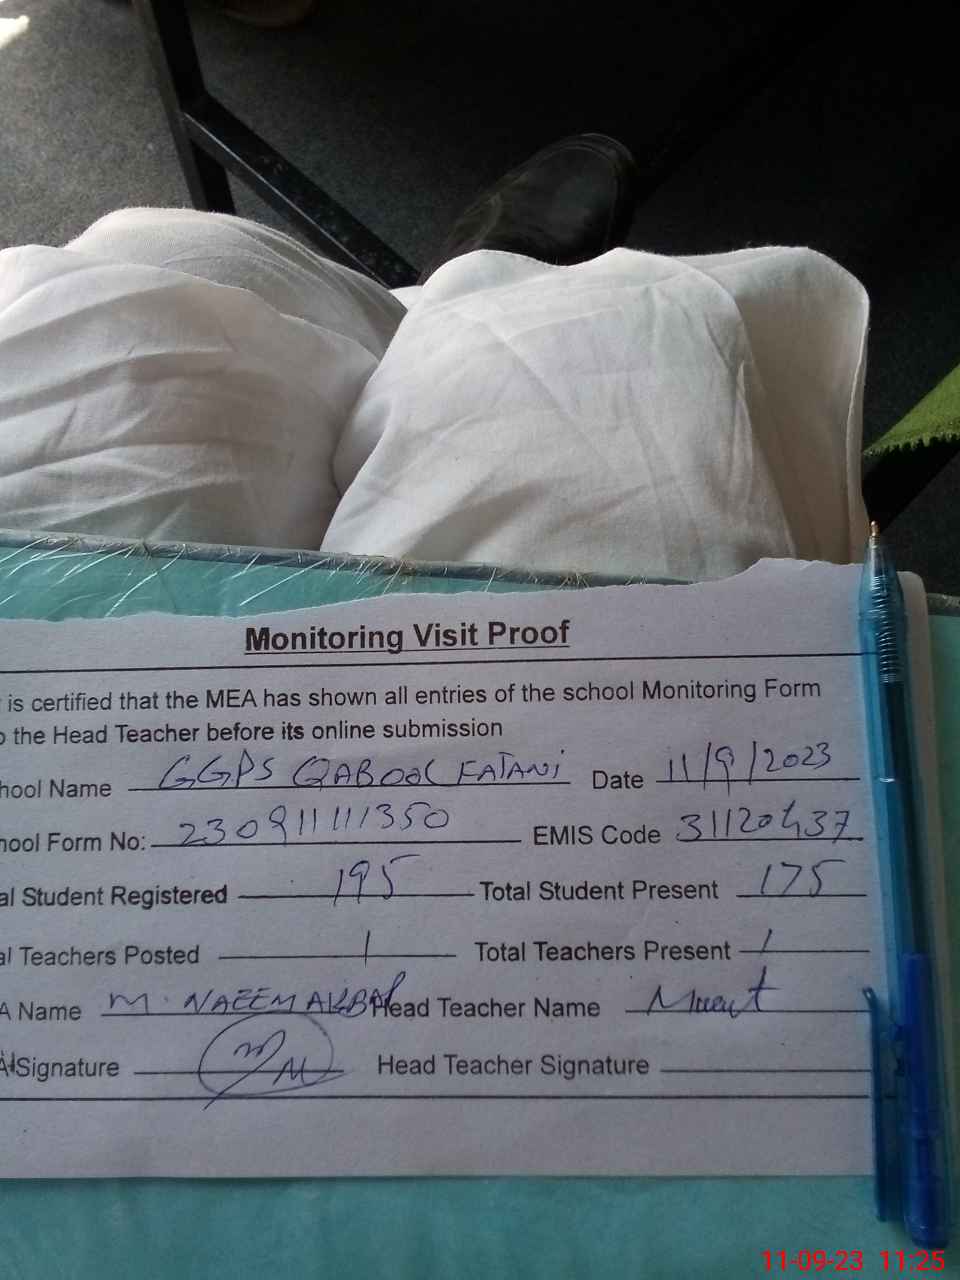 Monitoring Visit Proof
is certified that the MEA has shown all entries of the school Monitoring Form
the Head Teacher before its online submission
hool Name GGPS QABOOL FATANI Date 11/9/2023
hool Form No: 230911111350 EMIS Code 31120437
al Student Registered 195 Total Student Present 175
al Teachers Posted 1 Total Teachers Present 1
A Name M. NAEEM AKBAR Head Teacher Name
A Signature Head Teacher Signature
11-09-23 11:25